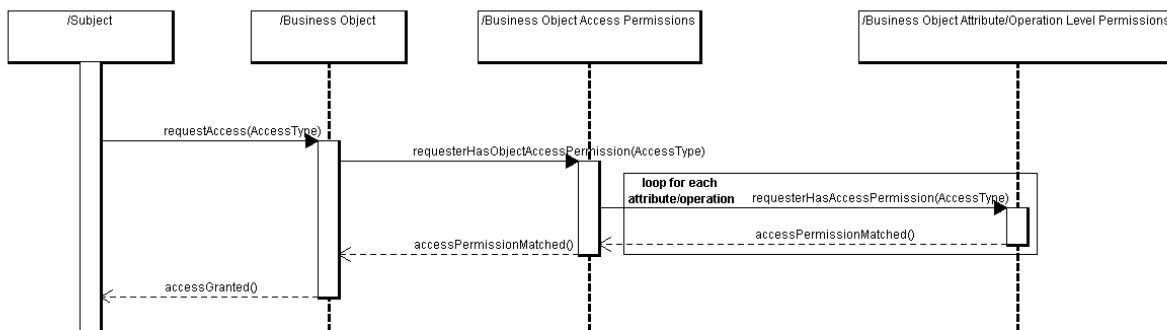 /Subject
/Business Object
/Business Object Access Permissions
/Business Object Attribute/Operation Level Permissions
requestAccess(AccessType)
requesterHasObjectAccessPermission(AccessType)
loop for each
attribute/operation
requesterHasAccessPermission(AccessType)
accessPermissionMatched()
accessPermissionMatched()
accessGranted()